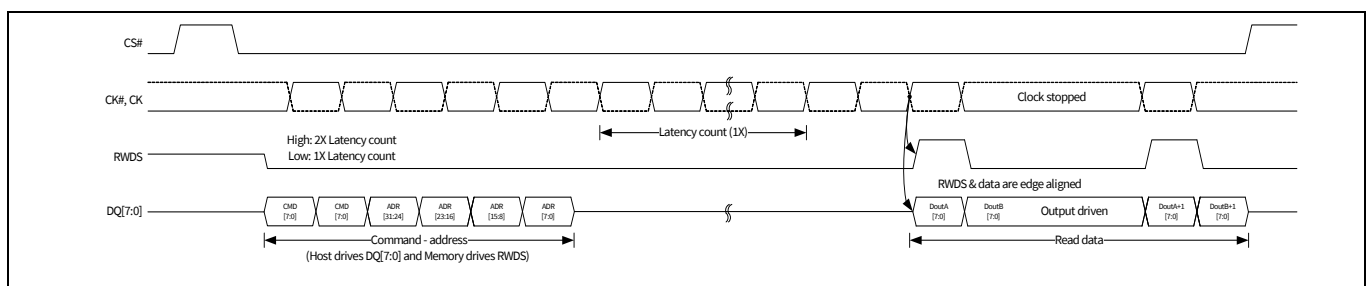 CS#
CK#, CK
Clock stopped
Latency count (1X)
High: 2X Latency count
Low: 1X Latency count
RWDS
RWDS & data are edge aligned
DQ[7:0]
CMD [7:0]
CMD [7:0]
ADR [31:24]
ADR [23:16]
ADR [15:8]
ADR [7:0]
DoutA [7:0]
DoutB [7:0]
Output driven
DoutA+1 [7:0]
DoutB+1 [7:0]
Command - address
(Host drives DQ[7:0] and Memory drives RWDS)
Read data